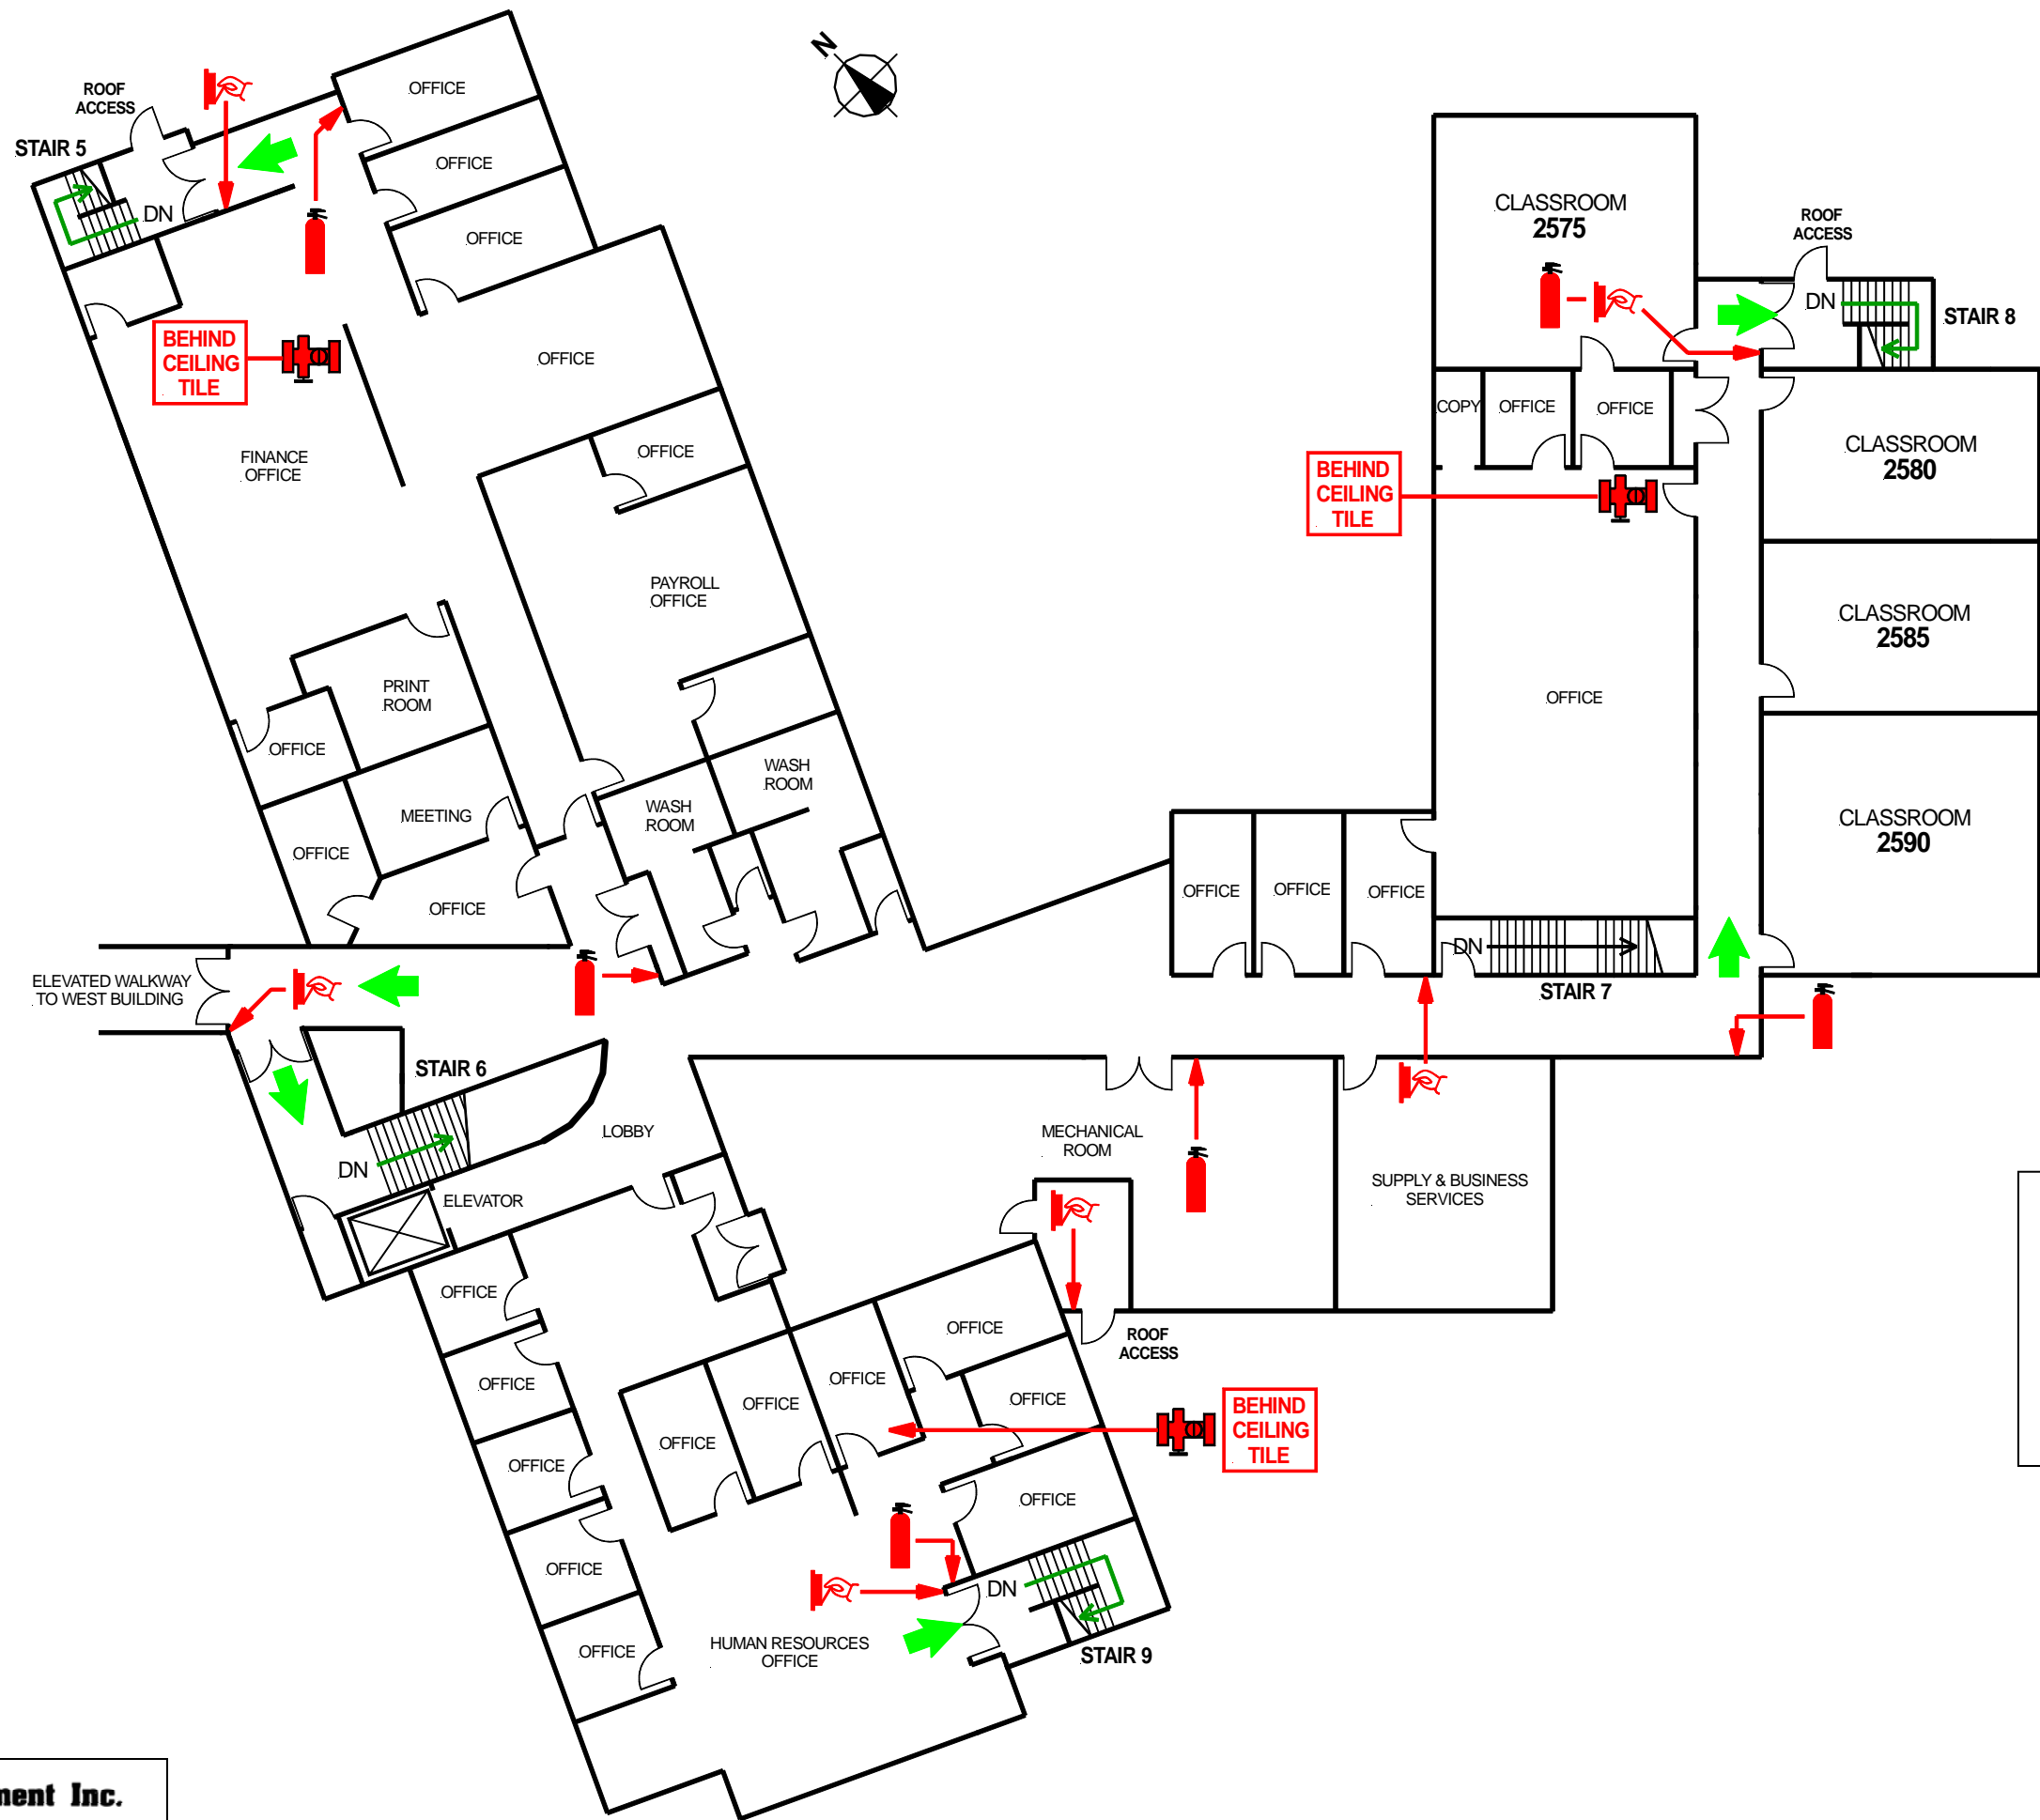 N
OFFICE
ROOF
ACCESS
STAIR 5
OFFICE
DN
OFFICE
CLASSROOM
2575
ROOF
ACCESS
DN
STAIR 8
BEHIND
CEILING
TILE
OFFICE
COPY
OFFICE
OFFICE
FINANCE
OFFICE
OFFICE
CLASSROOM
2580
BEHIND
CEILING
TILE
PAYROLL
OFFICE
CLASSROOM
2585
PRINT
ROOM
OFFICE
OFFICE
WASH
ROOM
WASH
ROOM
MEETING
CLASSROOM
2590
OFFICE
OFFICE
OFFICE
OFFICE
OFFICE
DN
STAIR 7
ELEVATED WALKWAY
TO WEST BUILDING
STAIR 6
LOBBY
DN
ELEVATOR
MECHANICAL
ROOM
SUPPLY & BUSINESS
SERVICES
OFFICE
OFFICE
ROOF
ACCESS
OFFICE
OFFICE
OFFICE
OFFICE
OFFICE
BEHIND
CEILING
TILE
OFFICE
OFFICE
OFFICE
OFFICE
DN
HUMAN RESOURCES
OFFICE
OFFICE
STAIR 9
Inc.